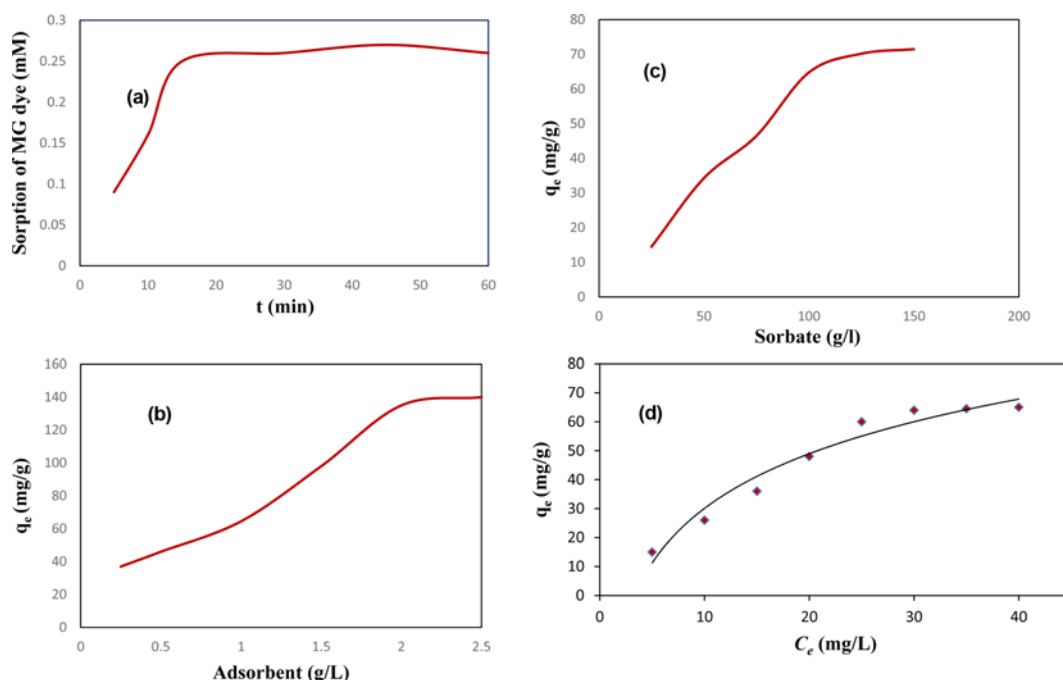 Sorption of MG dye (mM)
0.3
0.25
0.2
0.15
0.1
0.05
0
(a)
0 10 20 30 40 50 60
t (min)
q_e (mg/g)
80
70
60
50
40
30
20
10
0
(c)
0 50 100 150 200
Sorbate (g/l)
q_e (mg/g)
160
140
120
100
80
60
40
20
0
(b)
0 0.5 1 1.5 2 2.5
Adsorbent (g/L)
q_e (mg/g)
80
70
60
50
40
30
20
10
0
(d)
0 10 20 30 40
C_e (mg/L)